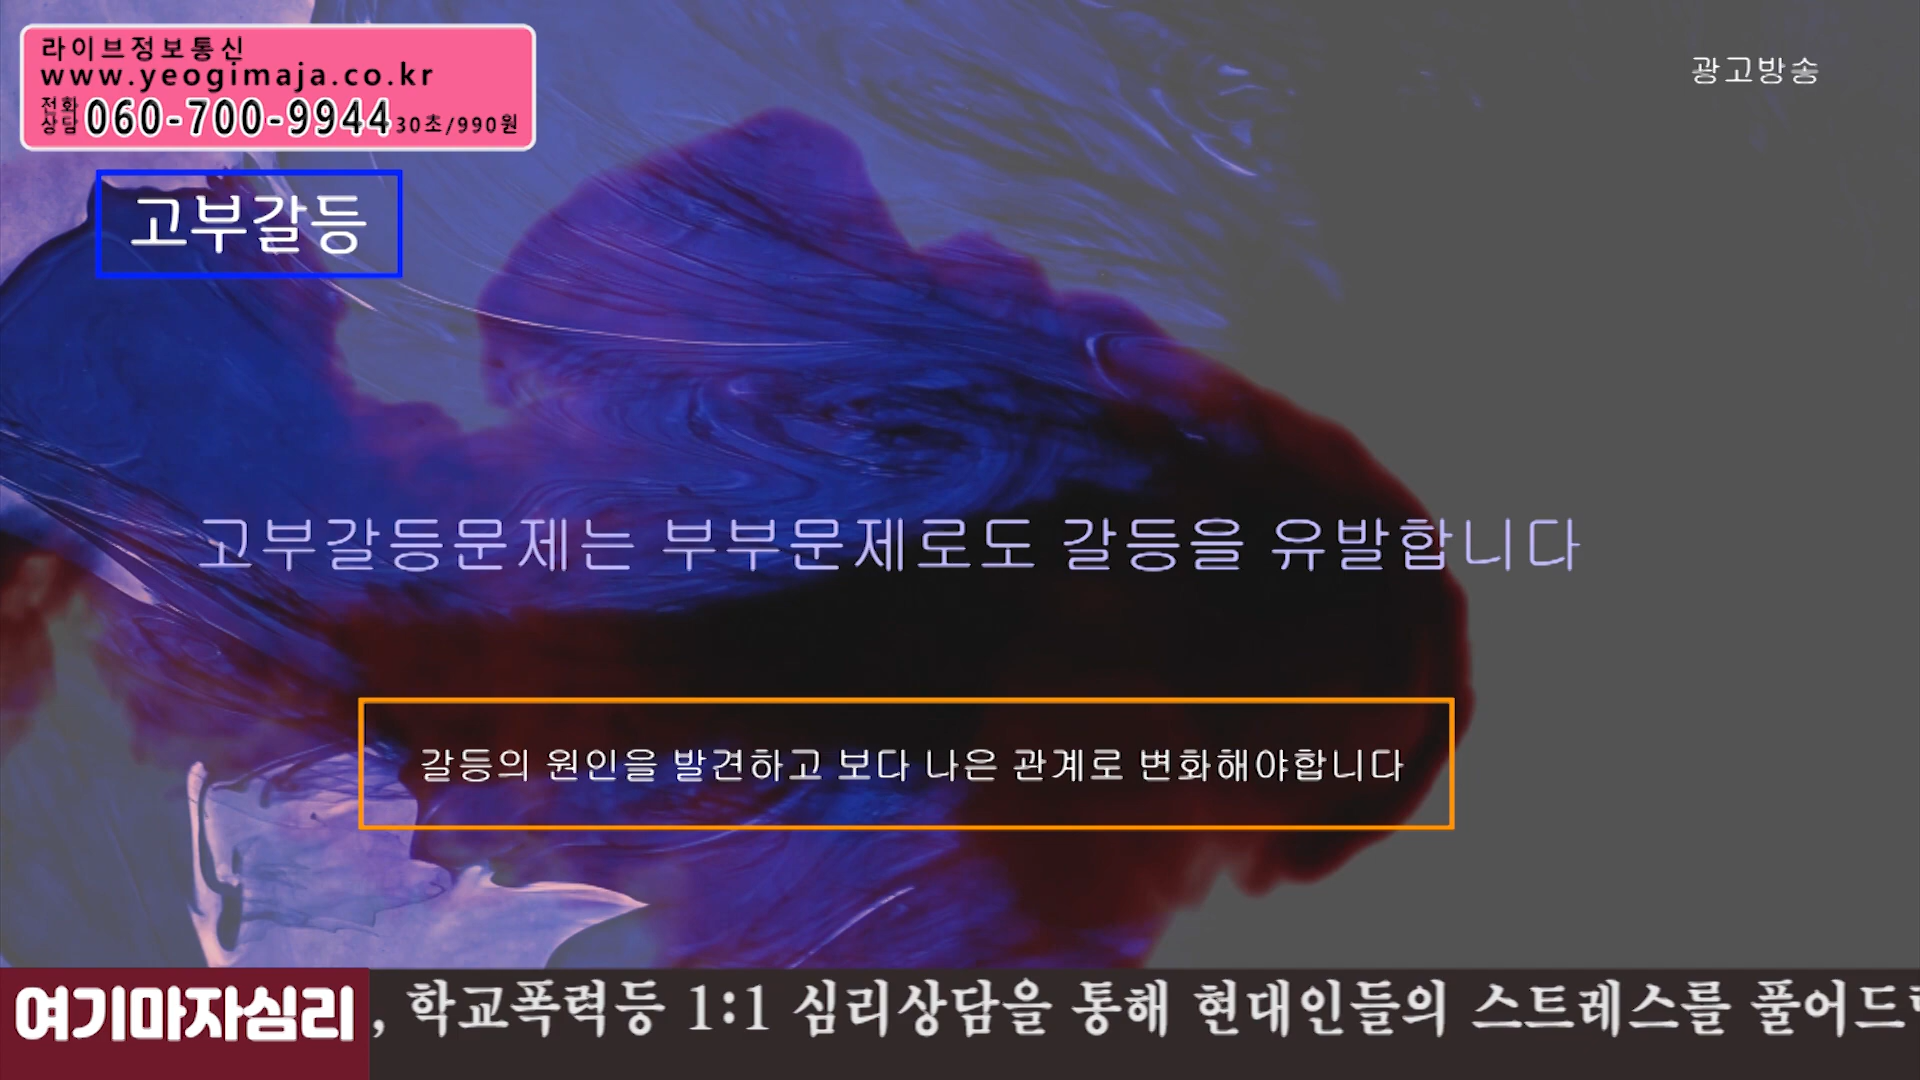 라이브정보통신
www.yeogimaja.co.kr
전화상담 060-700-9944 30초/990원
광고방송
고부갈등
고부갈등문제는 부부문제로도 갈등을 유발합니다
갈등의 원인을 발견하고 보다 나은 관계로 변화해야합니다
여기마자심리 , 학교폭력등 1:1 심리상담을 통해 현대인들의 스트레스를 풀어드